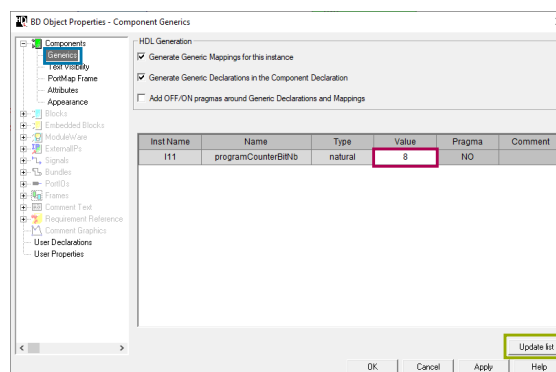 BD Object Properties - Component Generics
Components
Generics
Text Visibility
PortMap Frame
Attributes
Appearance
Blocks
Embedded Blocks
ModuleWare
ExternalIPs
Signals
Bundles
PortIOs
Frames
Comment Text
Requirement Reference
Comment Graphics
User Declarations
User Properties
HDL Generation
Generate Generic Mappings for this instance
Generate Generic Declarations in the Component Declaration
Add OFF/ON pragmas around Generic Declarations and Mappings
Inst Name Name Type Value Pragma Comment
I11 programCounterBitNb natural 8 NO
Update list
OK Cancel Apply Help